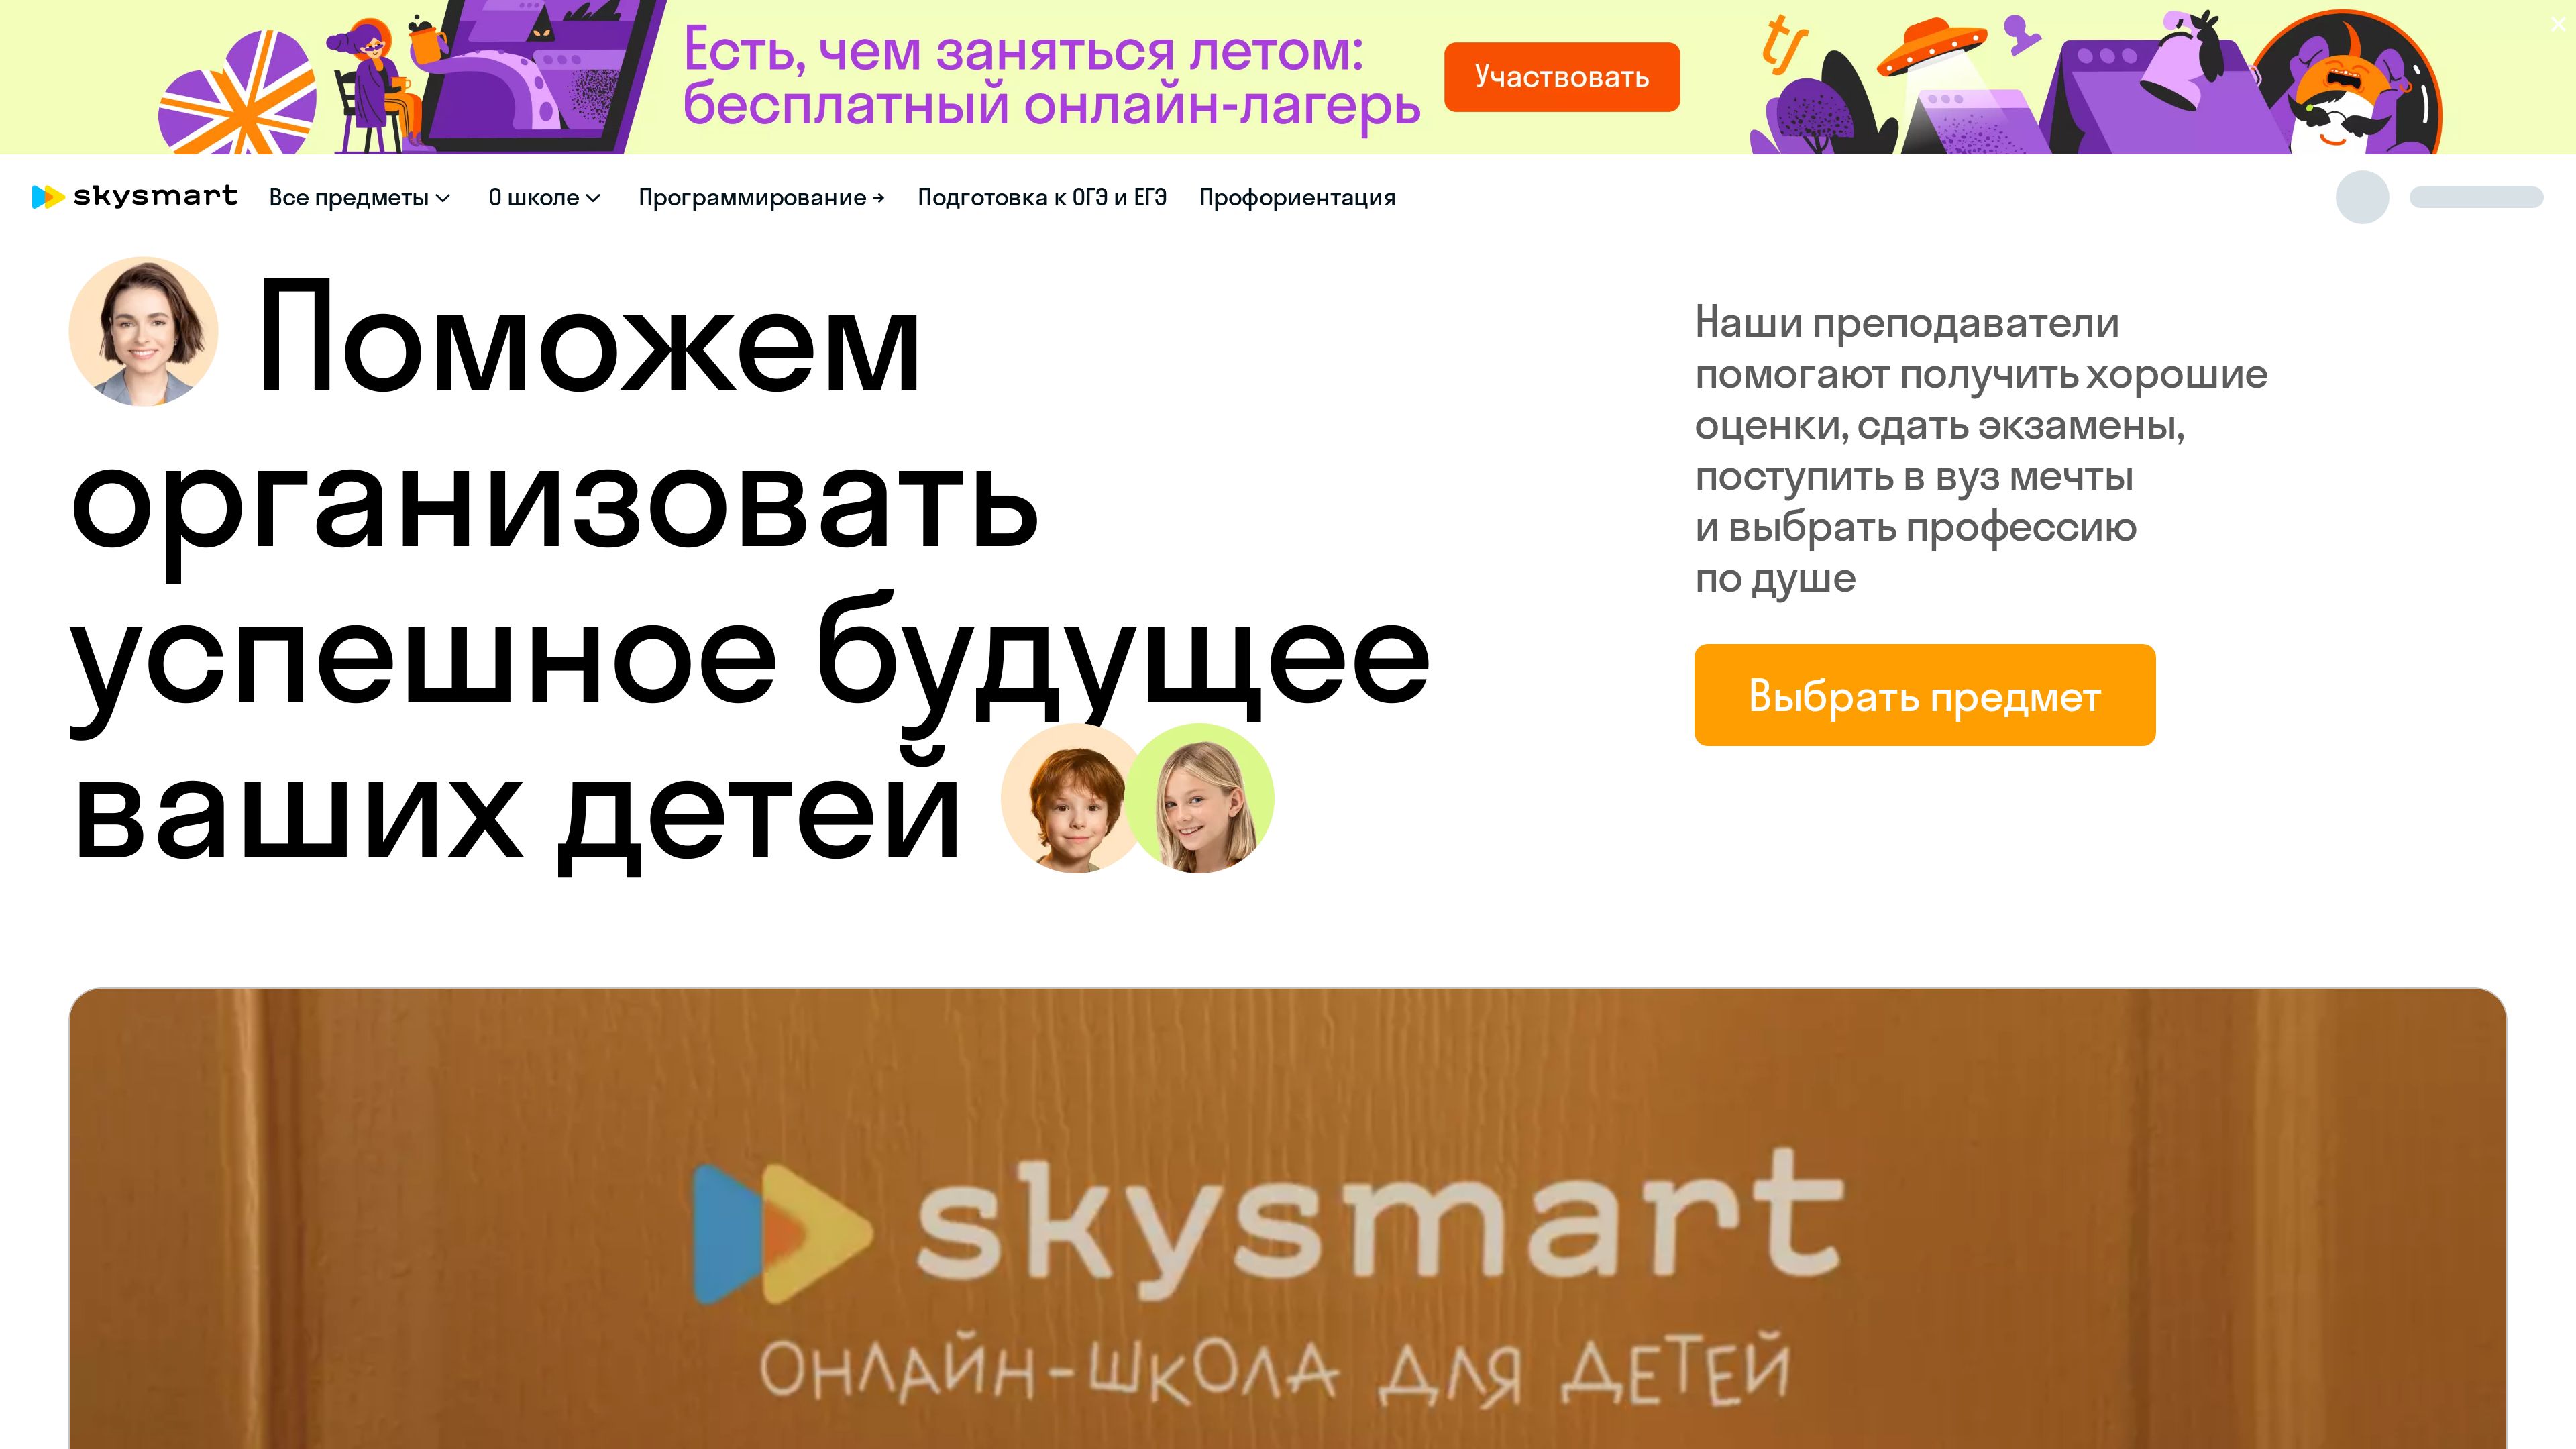 Есть, чем заняться летом:
бесплатный онлайн-лагерь
Участвовать
skysmart
Все предметы
О школе
Программирование →
Подготовка к ОГЭ и ЕГЭ
Профориентация
Поможем
организовать
успешное будущее
ваших детей
Наши преподаватели
помогают получить хорошие
оценки, сдать экзамены,
поступить в вуз мечты
и выбрать профессию
по душе
Выбрать предмет
skysmart
ОНЛАЙН-ШКОЛА ДЛЯ ДЕТЕЙ